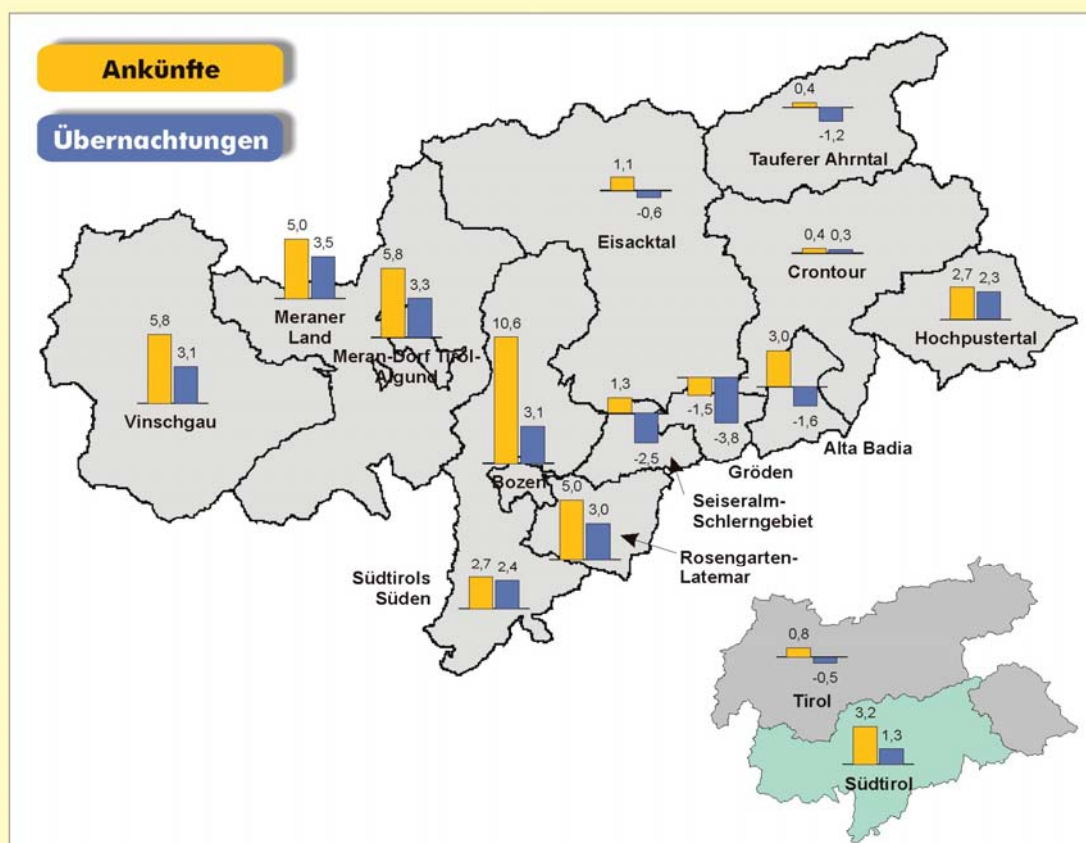 Ankünfte
Übernachtungen
0,4
-1,2
Tauferer Ahrntal
1,1
-0,6
Eisacktal
0,4 0,3
Crontour
2,7
2,3
Hochpustertal
5,0
3,5
Meraner
Land
5,8
3,3
Meran-Dorf Tirol-
Algund
5,8
3,1
Vinschgau
10,6
3,1
Bozen
1,3
-2,5
Seiseralm-
Schlerngebiet
-1,5
-3,8
Gröden
3,0
-1,6
Alta Badia
5,0
3,0
Rosengarten-
Latemar
2,7 2,4
Südtirols
Süden
0,8
-0,5
Tirol
3,2
1,3
Südtirol